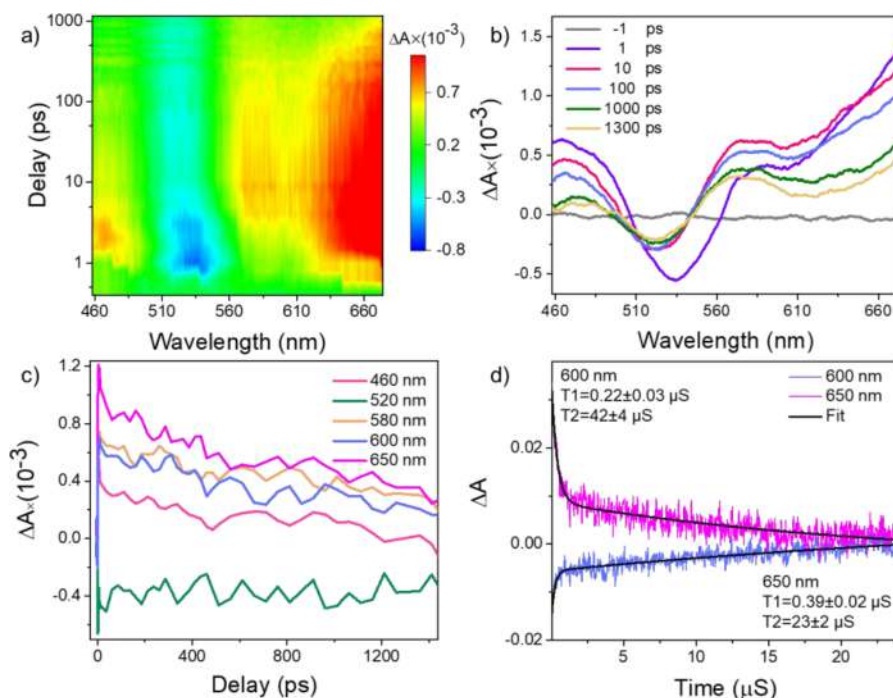 a)
ΔA×(10⁻³)
1000
100
10
1
Delay (ps)
0.7
0.2
-0.3
-0.8
460 510 560 610 660
Wavelength (nm)
b)
-1 ps
1 ps
10 ps
100 ps
1000 ps
1300 ps
1.5
1.0
0.5
0.0
-0.5
ΔA×(10⁻³)
460 510 560 610 660
Wavelength (nm)
c)
460 nm
520 nm
580 nm
600 nm
650 nm
1.2
0.8
0.4
0.0
-0.4
ΔA×(10⁻³)
0 400 800 1200
Delay (ps)
d)
600 nm
T1=0.22±0.03 μS
T2=42±4 μS
600 nm
650 nm
Fit
0.02
0.00
-0.02
ΔA
650 nm
T1=0.39±0.02 μS
T2=23±2 μS
5 10 15 20
Time (μS)